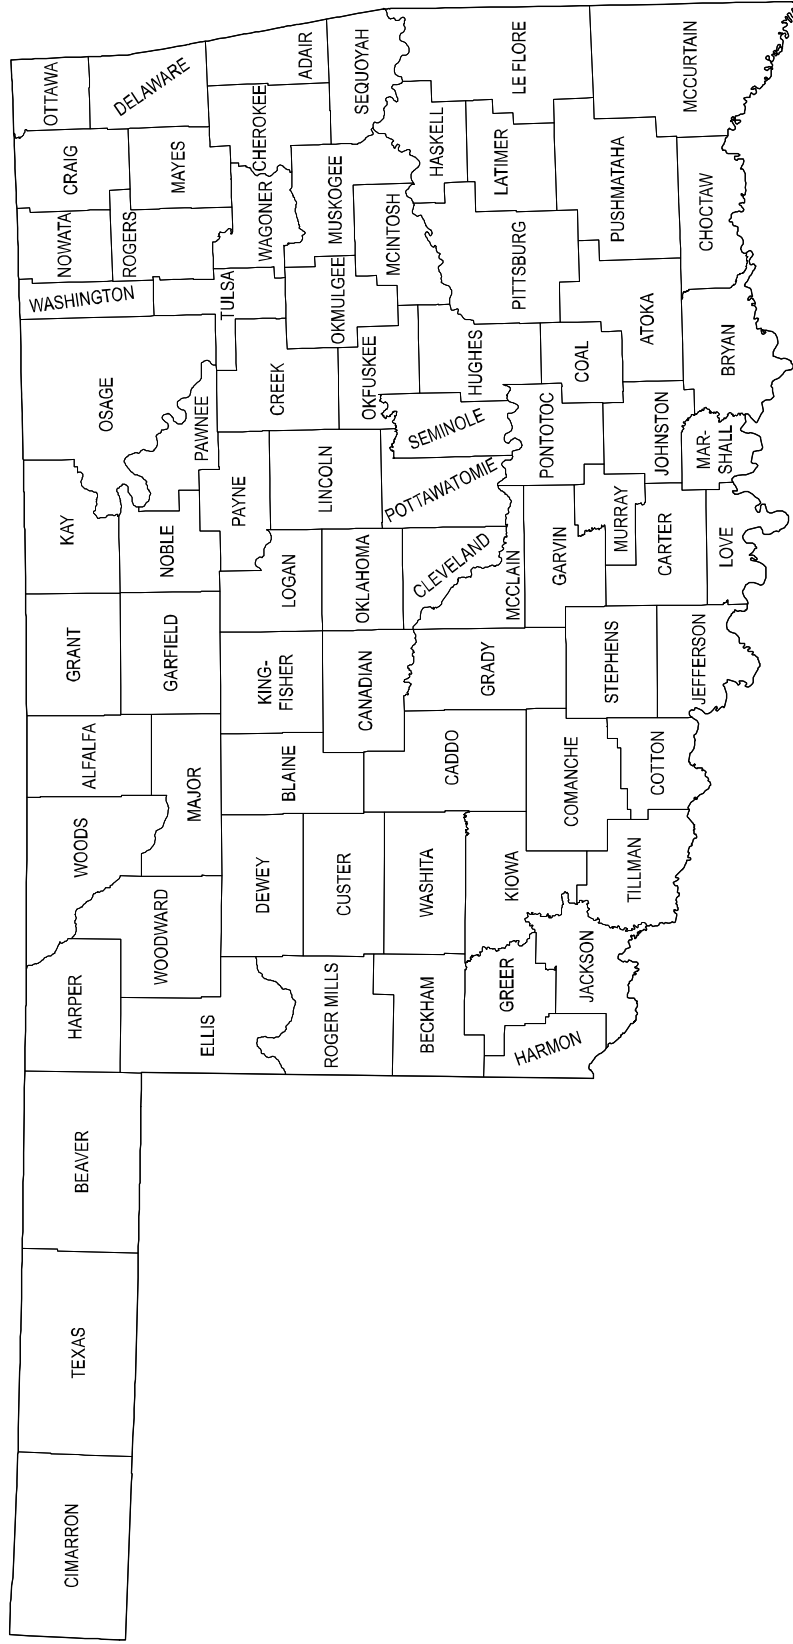 CIMARRON
TEXAS
BEAVER
HARPER
WOODS
ALFALFA
GRANT
KAY
OSAGE
WASHINGTON
NOWATA
CRAIG
OTTAWA
ELLIS
WOODWARD
MAJOR
GARFIELD
NOBLE
PAWNEE
ROGERS
MAYES
DELAWARE
ROGER MILLS
DEWEY
BLAINE
KING-
FISHER
LOGAN
PAYNE
CREEK
TULSA
WAGONER
CHEROKEE
ADAIR
BECKHAM
CUSTER
CANADIAN
OKLAHOMA
LINCOLN
OKFUSKEE
OKMULGEE
MUSKOGEE
SEQUOYAH
WASHITA
CADDO
GRADY
CLEVELAND
POTTAWATOMIE
SEMINOLE
HUGHES
MCINTOSH
HASKELL
HARMON
GREER
KIOWA
COMANCHE
MCCLAIN
GARVIN
PONTOTOC
PITTSBURG
LATIMER
LE FLORE
JACKSON
TILLMAN
COTTON
STEPHENS
MURRAY
COAL
ATOKA
PUSHMATAHA
MCCURTAIN
JEFFERSON
CARTER
LOVE
JOHNSTON
MAR-
SHALL
BRYAN
CHOCTAW